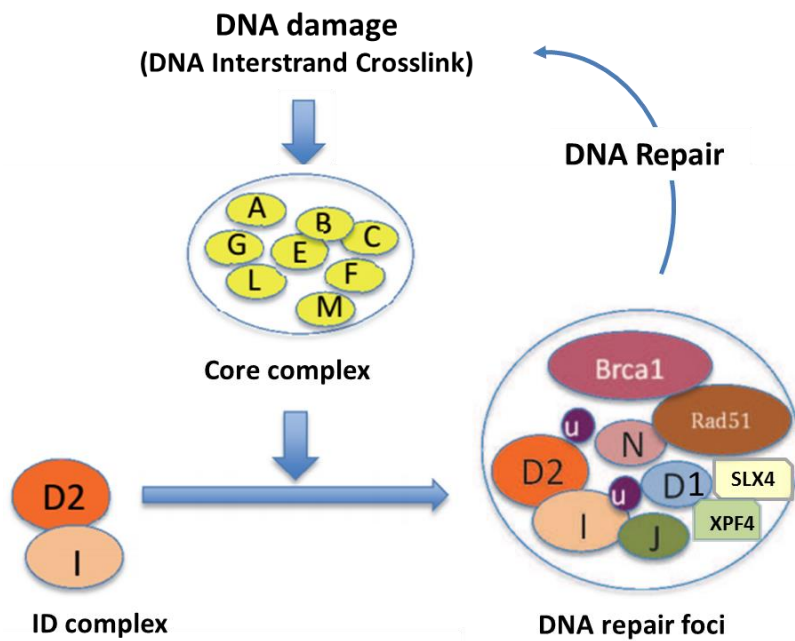 DNA damage
(DNA Interstrand Crosslink)
DNA Repair
A
B
C
G
E
L
F
M
Core complex
Brca1
Rad51
u
N
D2
u
D1
SLX4
XPF4
I
J
D2
I
ID complex
DNA repair foci